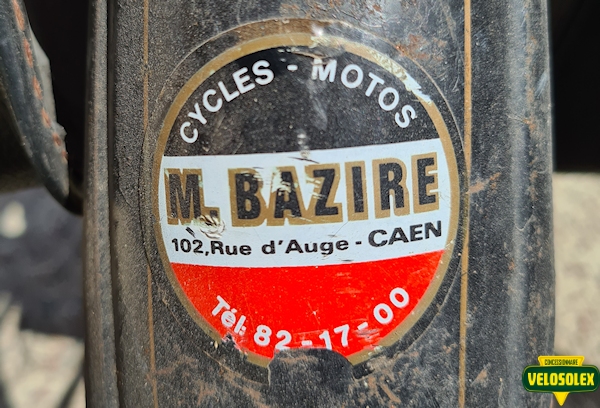 CYCLES - MOTOS
M. BAZIRE
102, Rue d'Auge - CAEN
Tél. 82-17-00
CONCESSIONNAIRE
VELOSOLEX